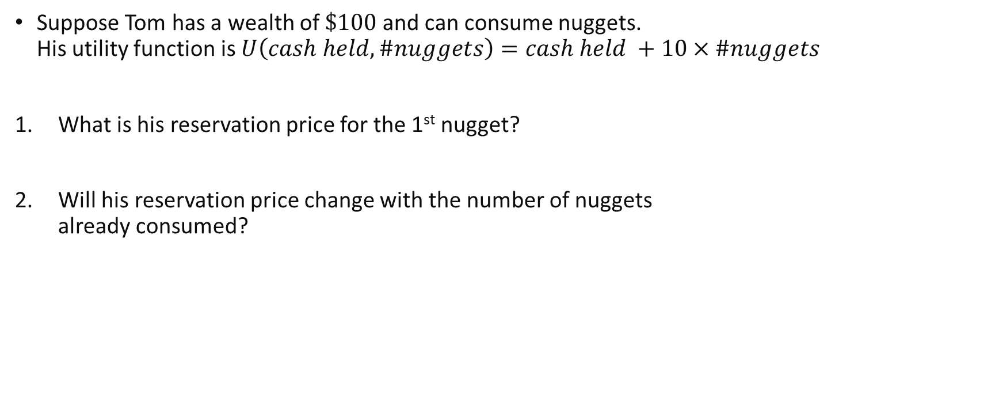 • Suppose Tom has a wealth of $100 and can consume nuggets.
His utility function is U(cash held, #nuggets) = cash held + 10 × #nuggets
1. What is his reservation price for the 1st nugget?
2. Will his reservation price change with the number of nuggets
already consumed?